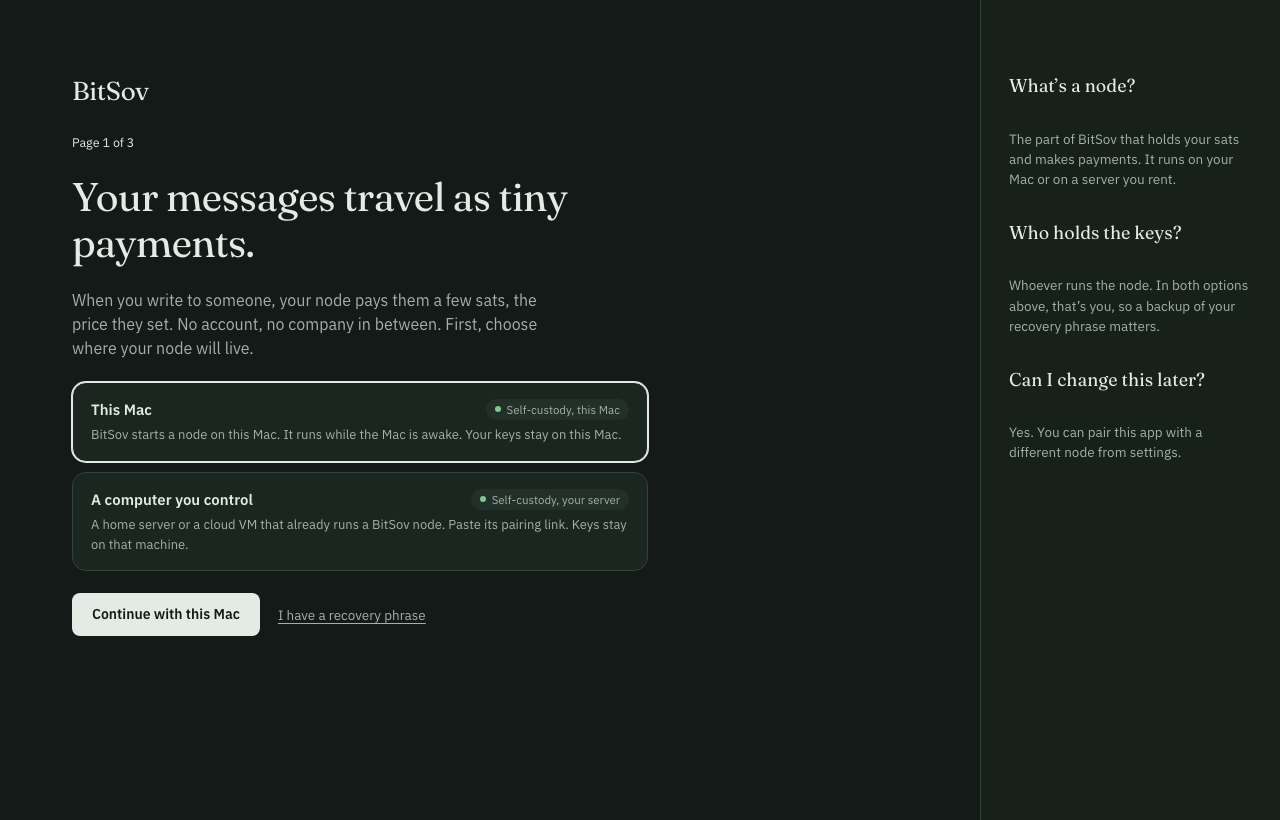 BitSov
Page 1 of 3
Your messages travel as tiny
payments.
When you write to someone, your node pays them a few sats, the
price they set. No account, no company in between. First, choose
where your node will live.
This Mac
Self-custody, this Mac
BitSov starts a node on this Mac. It runs while the Mac is awake. Your keys stay on this Mac.
A computer you control
Self-custody, your server
A home server or a cloud VM that already runs a BitSov node. Paste its pairing link. Keys stay
on that machine.
Continue with this Mac
I have a recovery phrase
What’s a node?
The part of BitSov that holds your sats
and makes payments. It runs on your
Mac or on a server you rent.
Who holds the keys?
Whoever runs the node. In both options
above, that’s you, so a backup of your
recovery phrase matters.
Can I change this later?
Yes. You can pair this app with a
different node from settings.